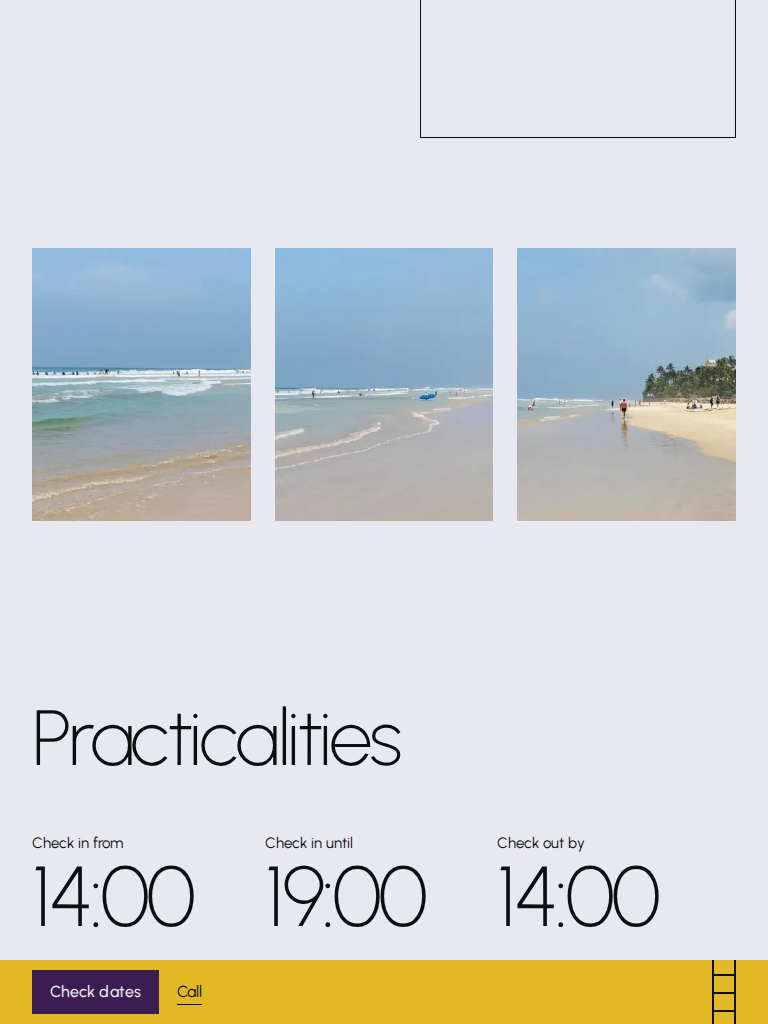 Practicalities
Check in from
14:00
Check in until
19:00
Check out by
14:00
Check dates
Call